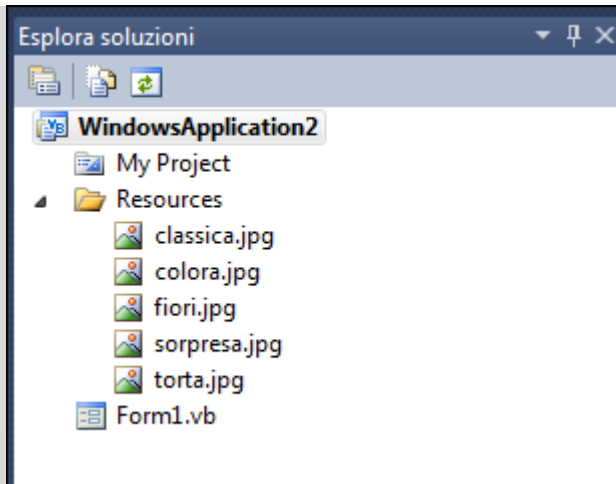 Esplora soluzioni
WindowsApplication2
My Project
Resources
classica.jpg
colora.jpg
fiori.jpg
sorpresa.jpg
torta.jpg
Form1.vb